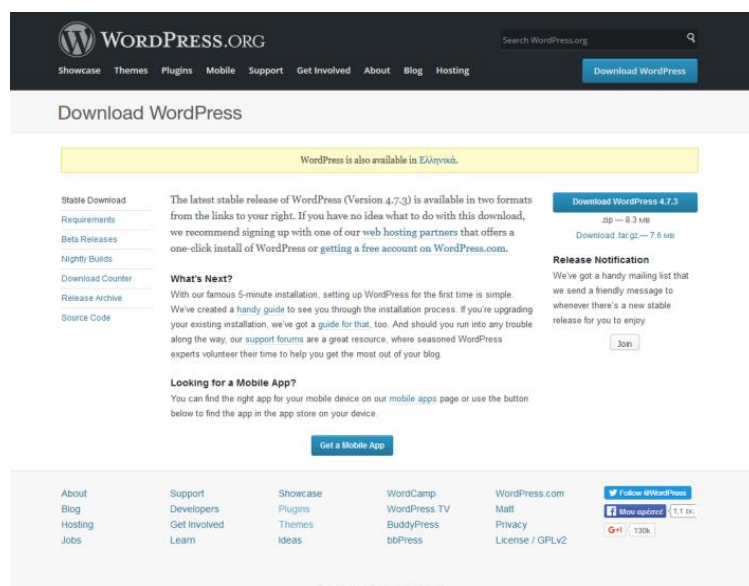 WORDPRESS.ORG
Search WordPress.org
Showcase Themes Plugins Mobile Support Get Involved About Blog Hosting
Download WordPress
Download WordPress
WordPress is also available in Ελληνικά.
Stable Download
Requirements
Beta Releases
Nightly Builds
Download Counter
Release Archive
Source Code
The latest stable release of WordPress (Version 4.7.3) is available in two formats
from the links to your right. If you have no idea what to do with this download,
we recommend signing up with one of our web hosting partners that offers a
one-click install of WordPress or getting a free account on WordPress.com.
What's Next?
With our famous 5-minute installation, setting up WordPress for the first time is simple.
We've created a handy guide to see you through the installation process. If you're upgrading
your existing installation, we've got a guide for that, too. And should you run into any trouble
along the way, our support forums are a great resource, where seasoned WordPress
experts volunteer their time to help you get the most out of your blog.
Looking for a Mobile App?
You can find the right app for your mobile device on our mobile apps page or use the button
below to find the app in the app store on your device.
Get a Mobile App
Download WordPress 4.7.3
.zip — 8.3 MB
Download .tar.gz — 7.6 MB
Release Notification
We've got a handy mailing list that
we send a friendly message to
whenever there's a new stable
release for you to enjoy.
Join
About
Blog
Hosting
Jobs
Support
Developers
Get Involved
Learn
Showcase
Plugins
Themes
Ideas
WordCamp
WordPress.TV
BuddyPress
bbPress
WordPress.com
Matt
Privacy
License / GPLv2
Follow @WordPress
Μου αρέσει! 1,1 εκ.
G+1 130k